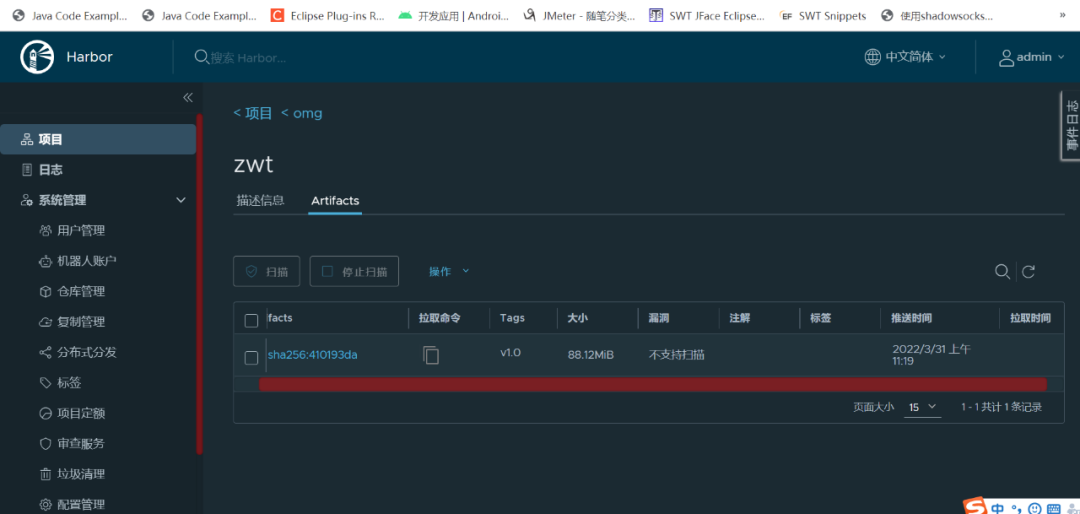 Java Code Exampl...
Java Code Exampl...
Eclipse Plug-ins R...
开发应用 | Androi...
JMeter - 随笔分类...
SWT JFace Eclipse...
SWT Snippets
使用shadowsocks...
»
Harbor
搜索 Harbor...
中文简体
admin
项目
日志
系统管理
用户管理
机器人账户
仓库管理
复制管理
分布式分发
标签
项目定额
审查服务
垃圾清理
配置管理
< 项目 < omg
zwt
描述信息 Artifacts
扫描 停止扫描 操作
facts 拉取命令 Tags 大小 漏洞 注解 标签 推送时间 拉取时间
sha256:410193da v1.0 88.12MiB 不支持扫描 2022/3/31 上午
11:19
页面大小 15 1 - 1 共计 1 条记录
事件日志
中